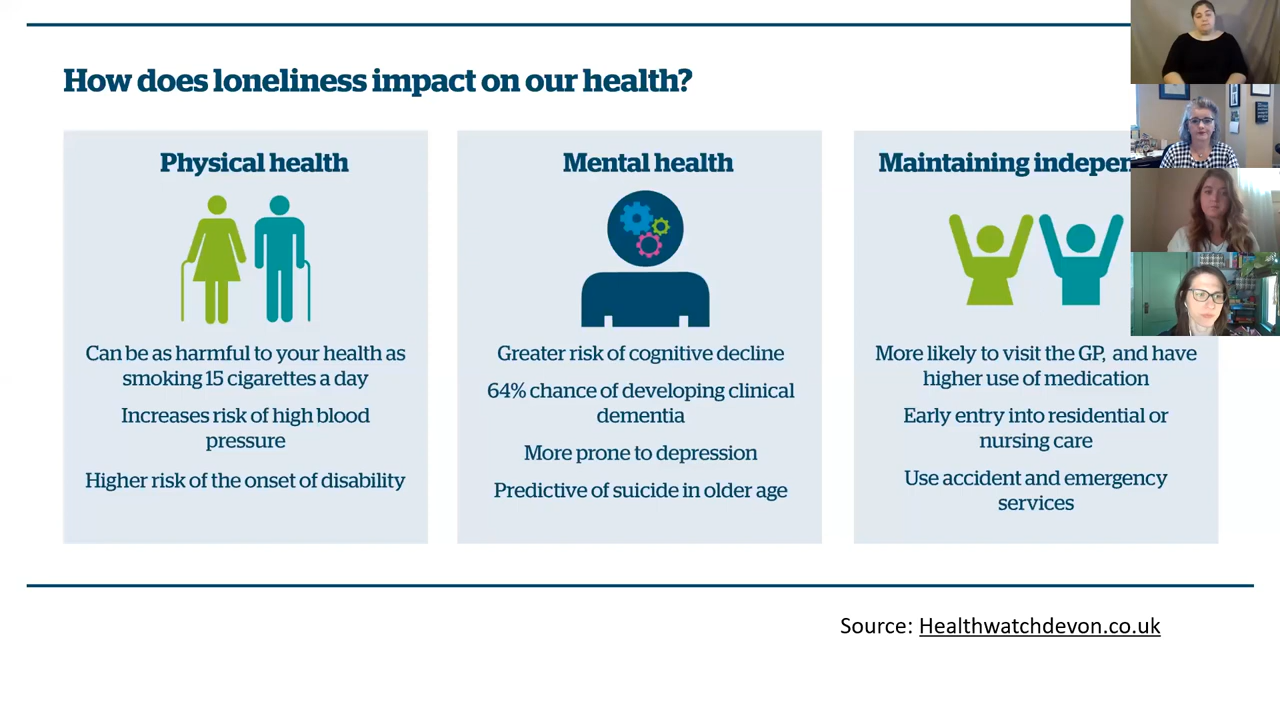 How does loneliness impact on our health?
Physical health
Can be as harmful to your health as
smoking 15 cigarettes a day
Increases risk of high blood
pressure
Higher risk of the onset of disability
Mental health
Greater risk of cognitive decline
64% chance of developing clinical
dementia
More prone to depression
Predictive of suicide in older age
Maintaining
More likely to visit the GP, and have
higher use of medication
Early entry into residential or
nursing care
Use accident and emergency
services
Source: Healthwatchdevon.co.uk